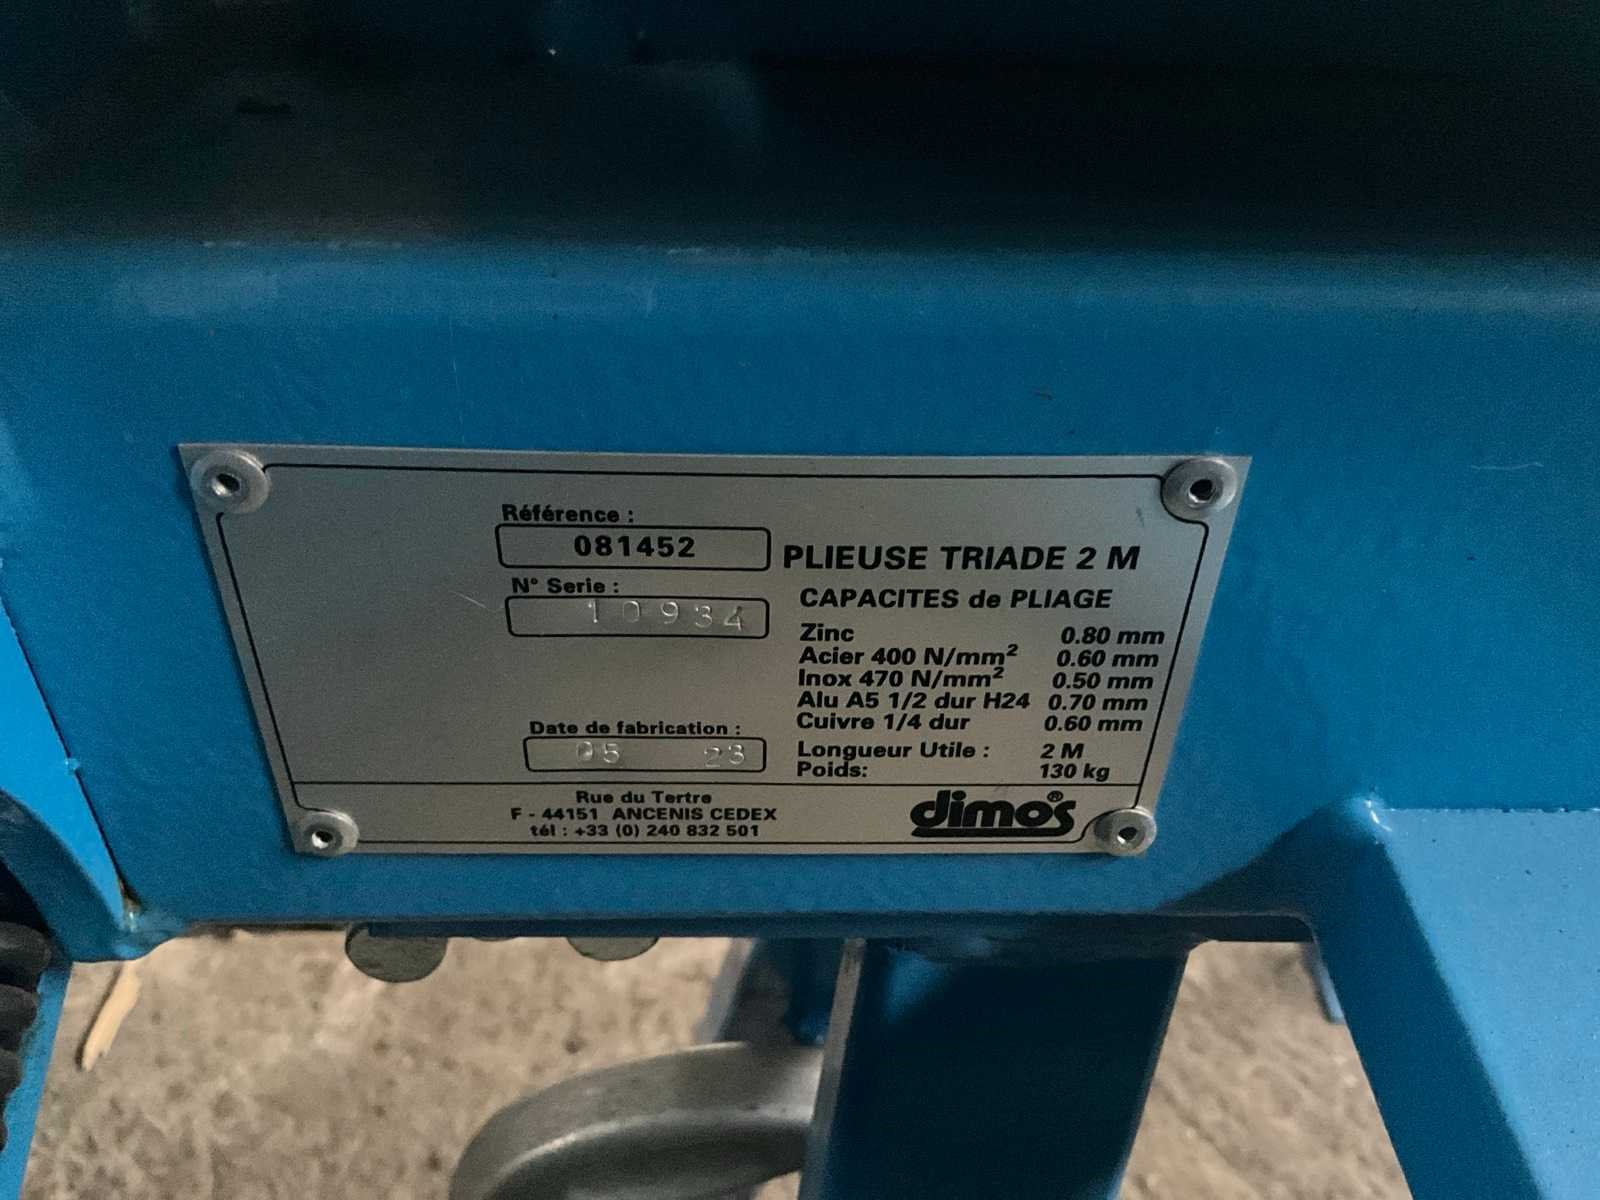 Référence :
081452
N° Serie :
10934
Date de fabrication :
05 23
PLIEUSE TRIADE 2 M
CAPACITES de PLIAGE
Zinc 0.80 mm
Acier 400 N/mm² 0.60 mm
Inox 470 N/mm² 0.50 mm
Alu A5 1/2 dur H24 0.70 mm
Cuivre 1/4 dur 0.60 mm
Longueur Utile : 2 M
Poids: 130 kg
Rue du Tertre
F - 44151 ANCENIS CEDEX
tél : +33 (0) 240 832 501
dimo's®